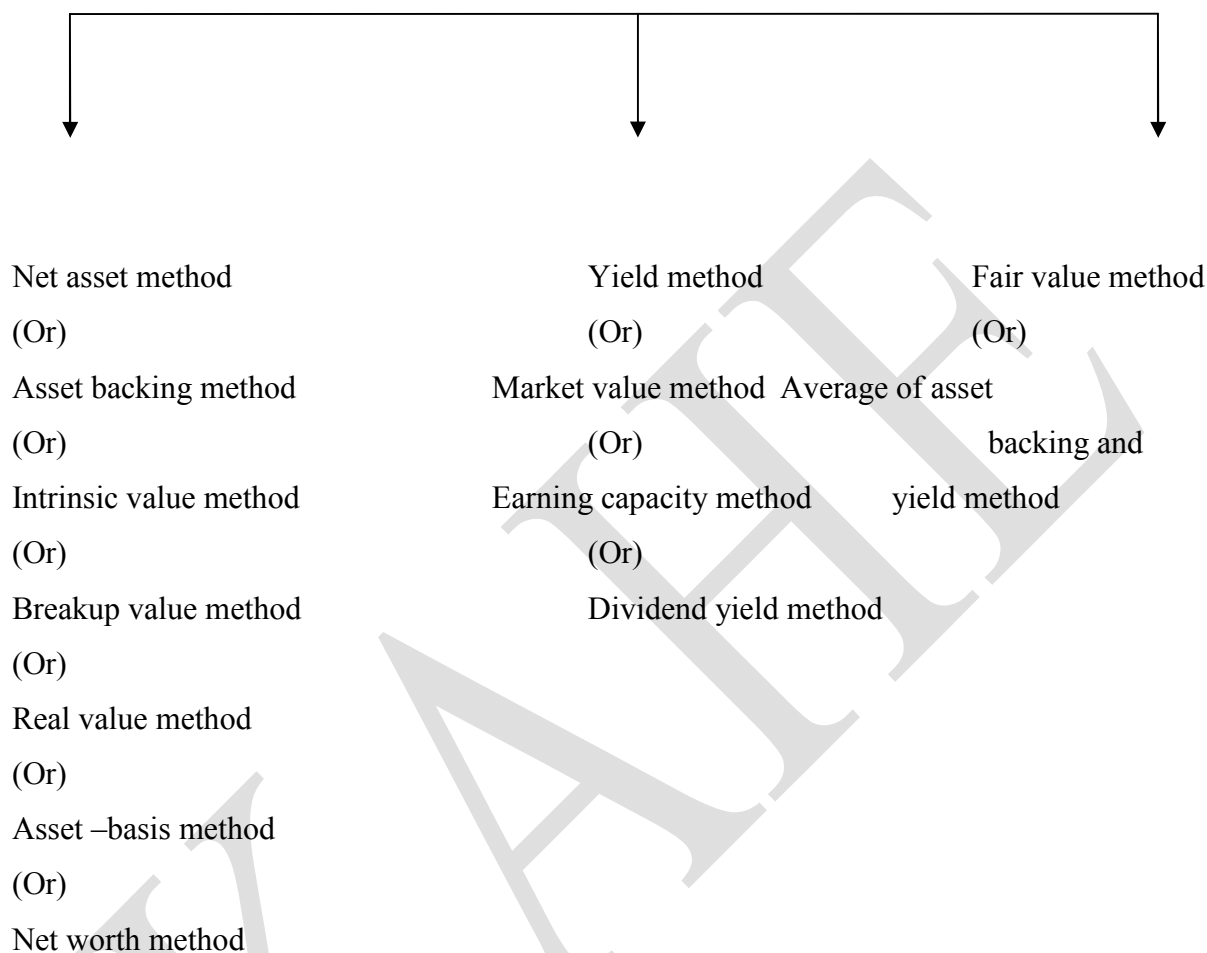 Net asset method Yield method Fair value method
(Or) (Or) (Or)
Asset backing method Market value method Average of asset
(Or) (Or) backing and
Intrinsic value method Earning capacity method yield method
(Or) (Or)
Breakup value method Dividend yield method
(Or)
Real value method
(Or)
Asset –basis method
(Or)
Net worth method
KAHE